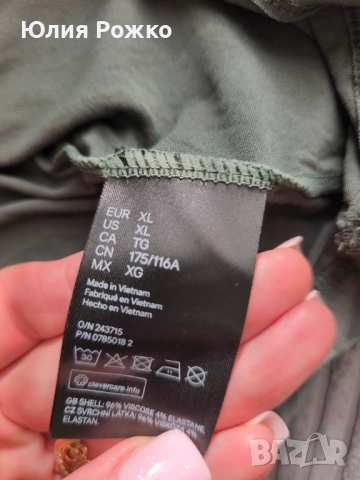 Юлия Рожко
EUR XL
US XL
CA TG
CN 175/116A
MX XG
Made in Vietnam
Fabriqué en Vietnam
Hecho en Vietnam
O/N 243715
P/N 0785018 2
30
clevercare.info
GB SHELL: 96% VISCOSE 4% ELASTANE.
CZ SVRCHNÍ LÁTKA: 96% VISKÓZA 4%
ELASTAN.
BAZAR
bg